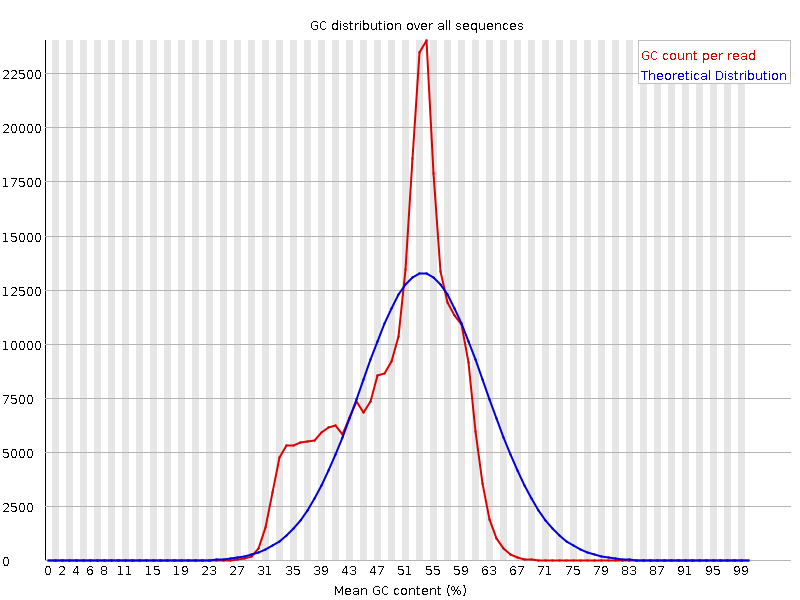 GC distribution over all sequences
GC count per read
Theoretical Distribution
22500
20000
17500
15000
12500
10000
7500
5000
2500
0
0 2 4 6 8 11 15 19 23 27 31 35 39 43 47 51 55 59 63 67 71 75 79 83 87 91 95 99
Mean GC content (%)